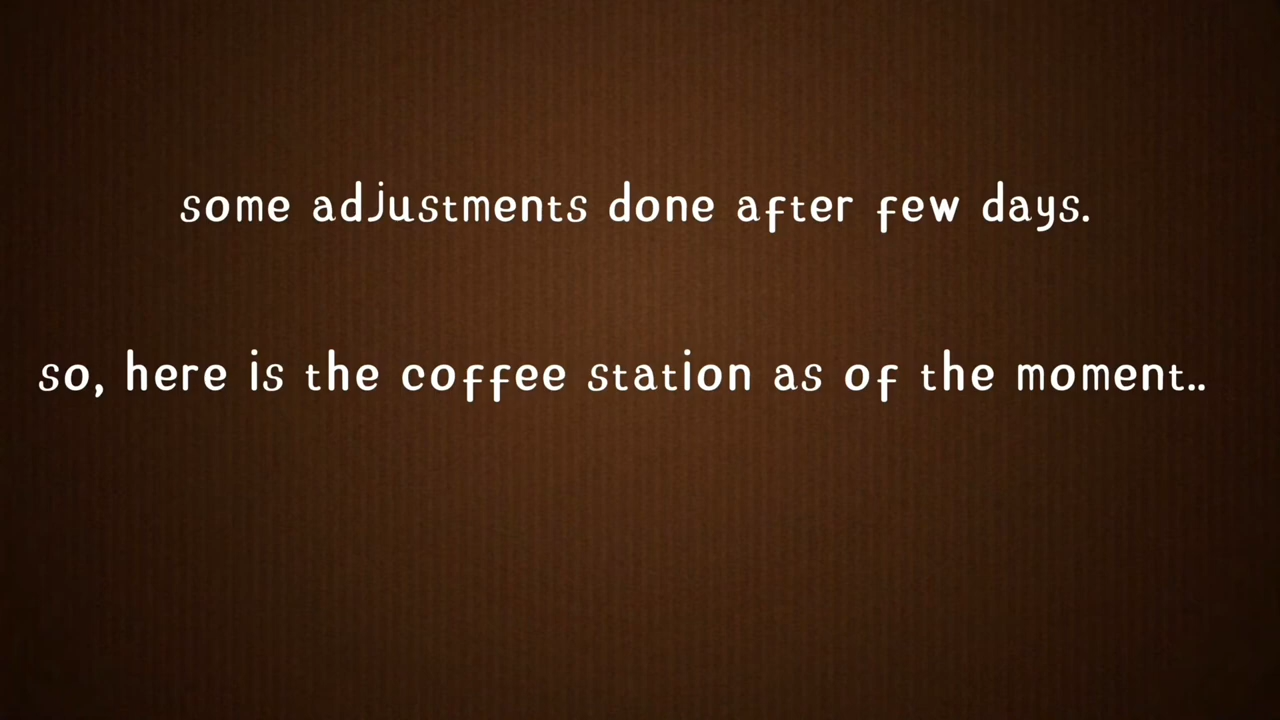 some adjustments done after few days.
so, here is the coffee station as of the moment..